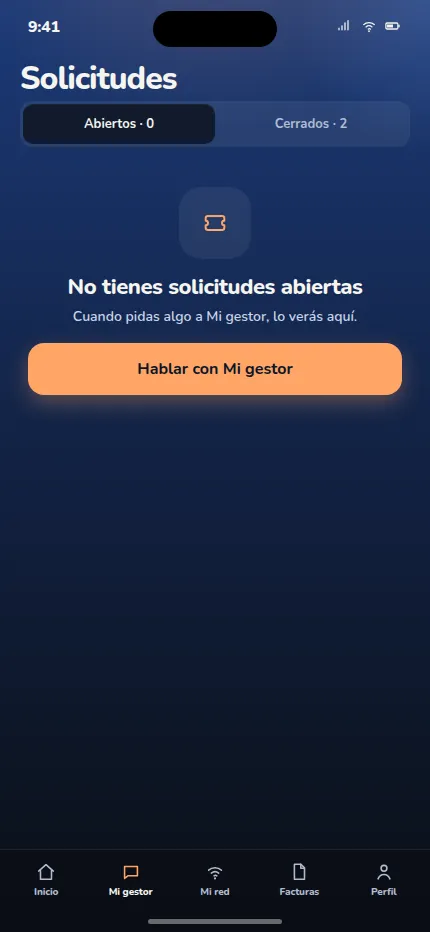 9:41
Solicitudes
Abiertos · 0
Cerrados · 2
No tienes solicitudes abiertas
Cuando pidas algo a Mi gestor, lo verás aquí.
Hablar con Mi gestor
Inicio
Mi gestor
Mi red
Facturas
Perfil